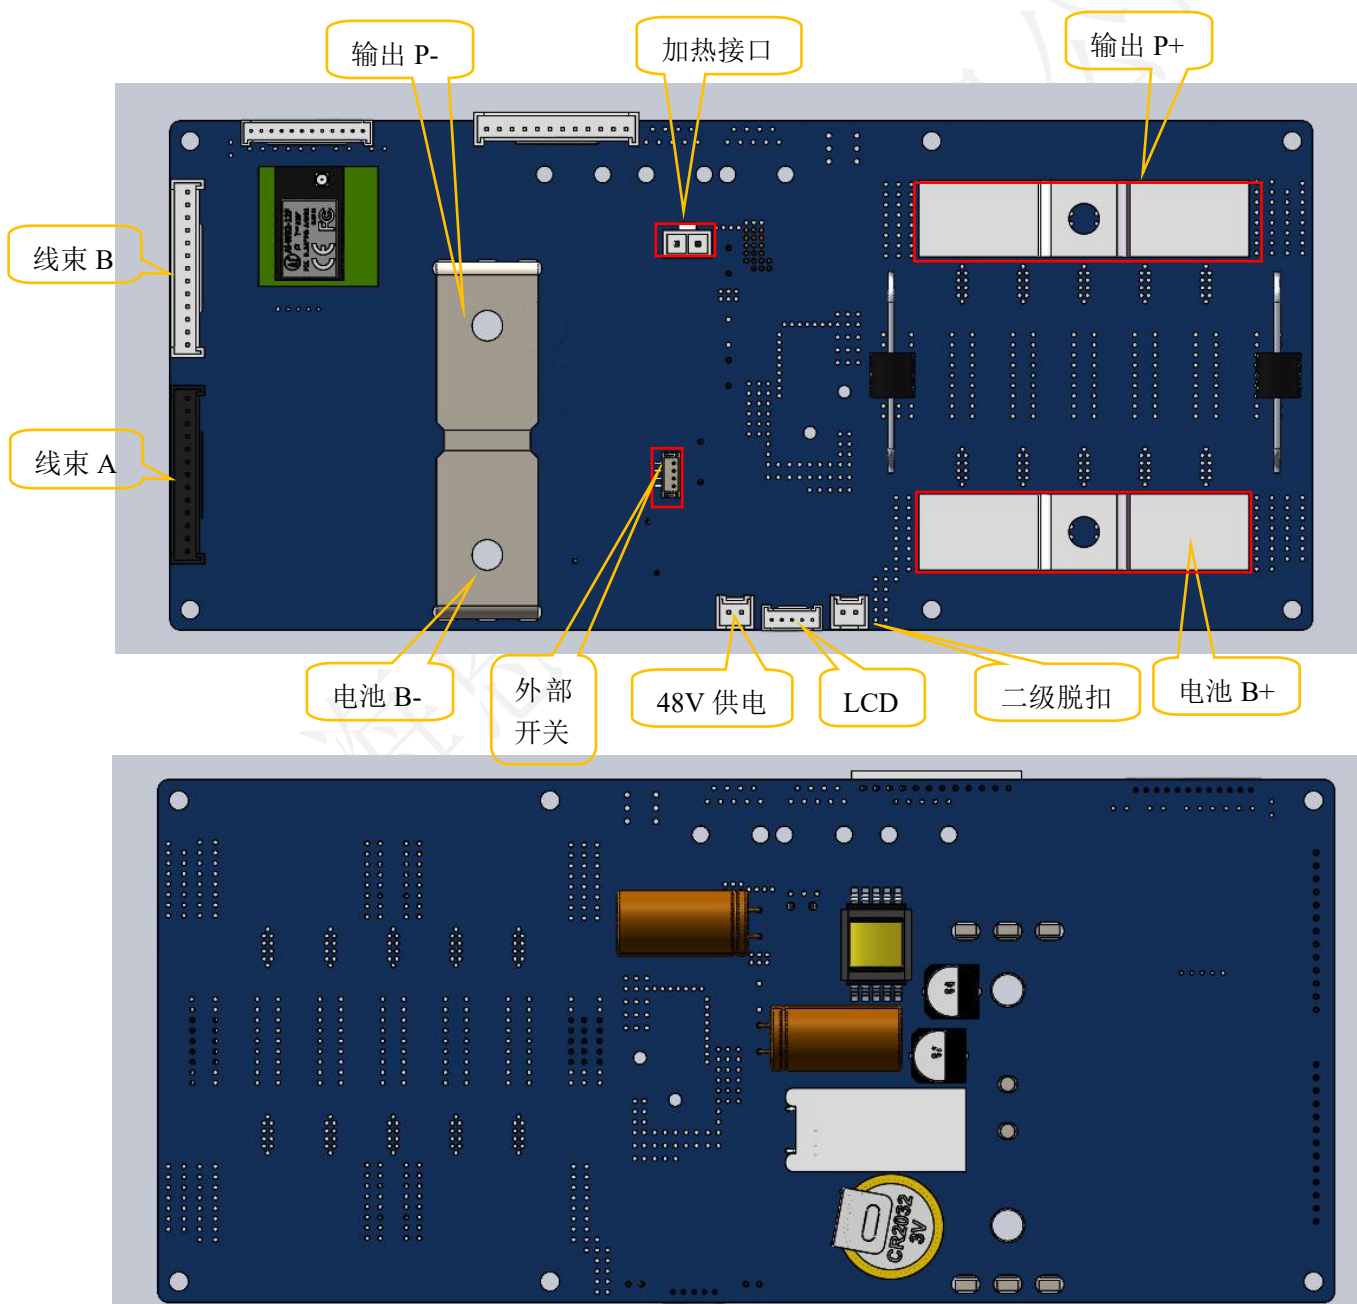 输出 P-
加热接口
输出 P+
线束 B
线束 A
电池 B-
外部
开关
48V 供电
LCD
二级脱扣
电池 B+
CR2032
3V